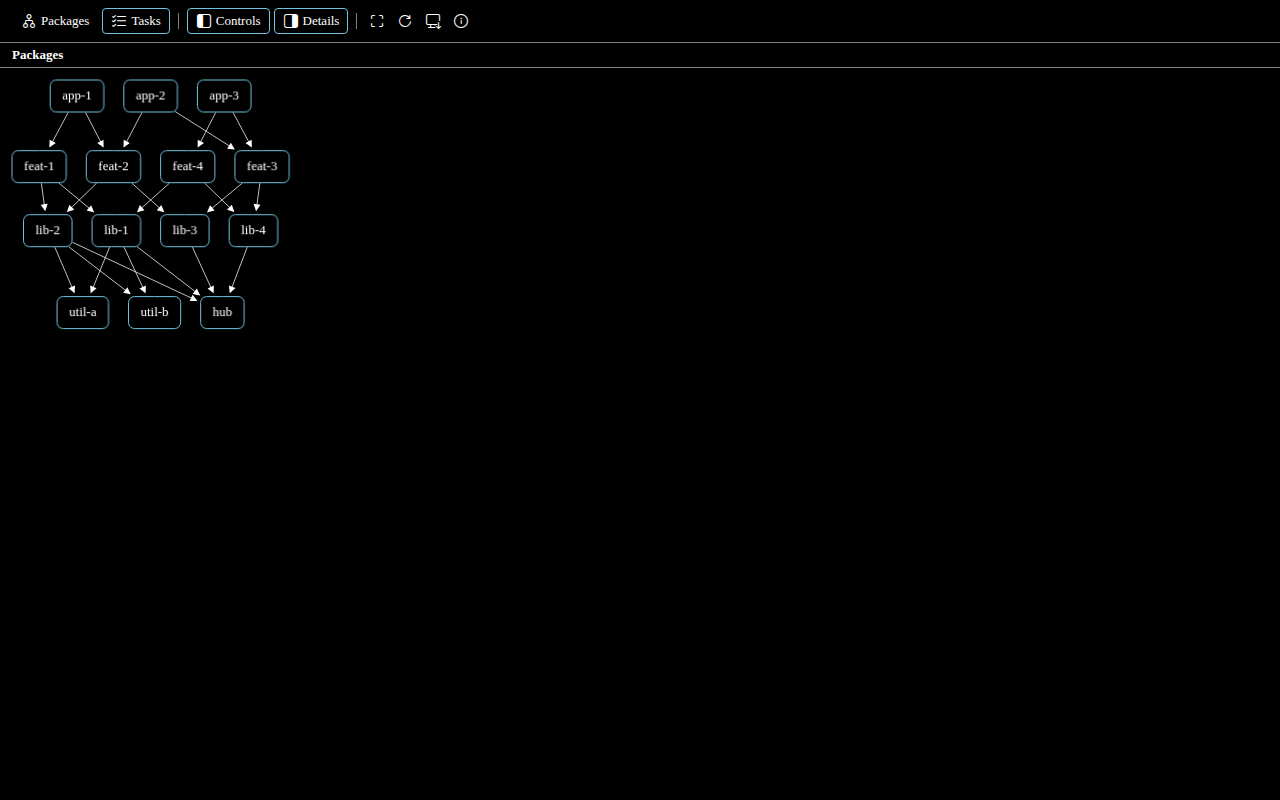 Packages Tasks Controls Details
Packages
app-1 app-2 app-3
feat-1 feat-2 feat-4 feat-3
lib-2 lib-1 lib-3 lib-4
util-a util-b hub